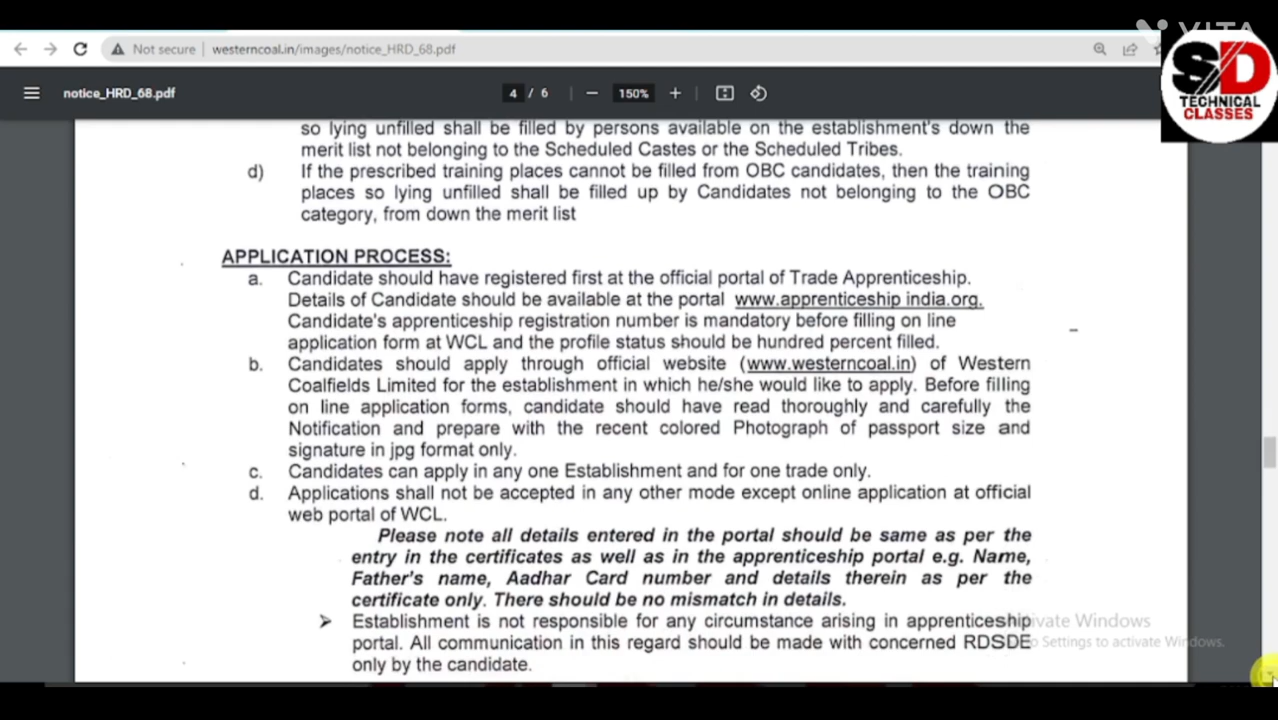 VITA
Not secure | westerncoal.in/images/notice_HRD_68.pdf
SD
TECHNICAL
CLASSES
notice_HRD_68.pdf 4 / 6 − 150% +
so lying unfilled shall be filled by persons available on the establishment's down the
merit list not belonging to the Scheduled Castes or the Scheduled Tribes.
d) If the prescribed training places cannot be filled from OBC candidates, then the training
places so lying unfilled shall be filled up by Candidates not belonging to the OBC
category, from down the merit list
APPLICATION PROCESS:
a. Candidate should have registered first at the official portal of Trade Apprenticeship.
Details of Candidate should be available at the portal www.apprenticeship india.org.
Candidate's apprenticeship registration number is mandatory before filling on line
application form at WCL and the profile status should be hundred percent filled.
b. Candidates should apply through official website (www.westerncoal.in) of Western
Coalfields Limited for the establishment in which he/she would like to apply. Before filling
on line application forms, candidate should have read thoroughly and carefully the
Notification and prepare with the recent colored Photograph of passport size and
signature in jpg format only.
c. Candidates can apply in any one Establishment and for one trade only.
d. Applications shall not be accepted in any other mode except online application at official
web portal of WCL.
Please note all details entered in the portal should be same as per the
entry in the certificates as well as in the apprenticeship portal e.g. Name,
Father's name, Aadhar Card number and details therein as per the
certificate only. There should be no mismatch in details.
➢ Establishment is not responsible for any circumstance arising in apprenticeship
portal. All communication in this regard should be made with concerned RDSDE
only by the candidate.
Activate Windows
Go to Settings to activate Windows.